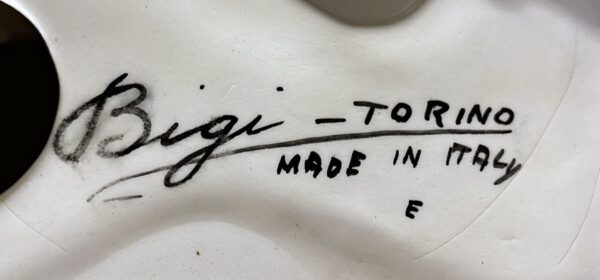 Bigi - TORINO
MADE IN ITALY
E